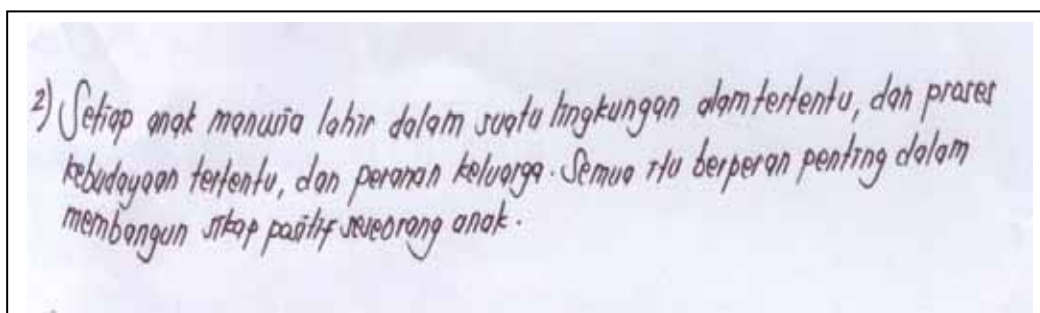 2) Setiap anak manusia lahir dalam suatu lingkungan alam tertentu, dan proses
kebudayaan tertentu, dan peranan keluarga. Semua itu berperan penting dalam
membangun sikap positif seseorang anak.